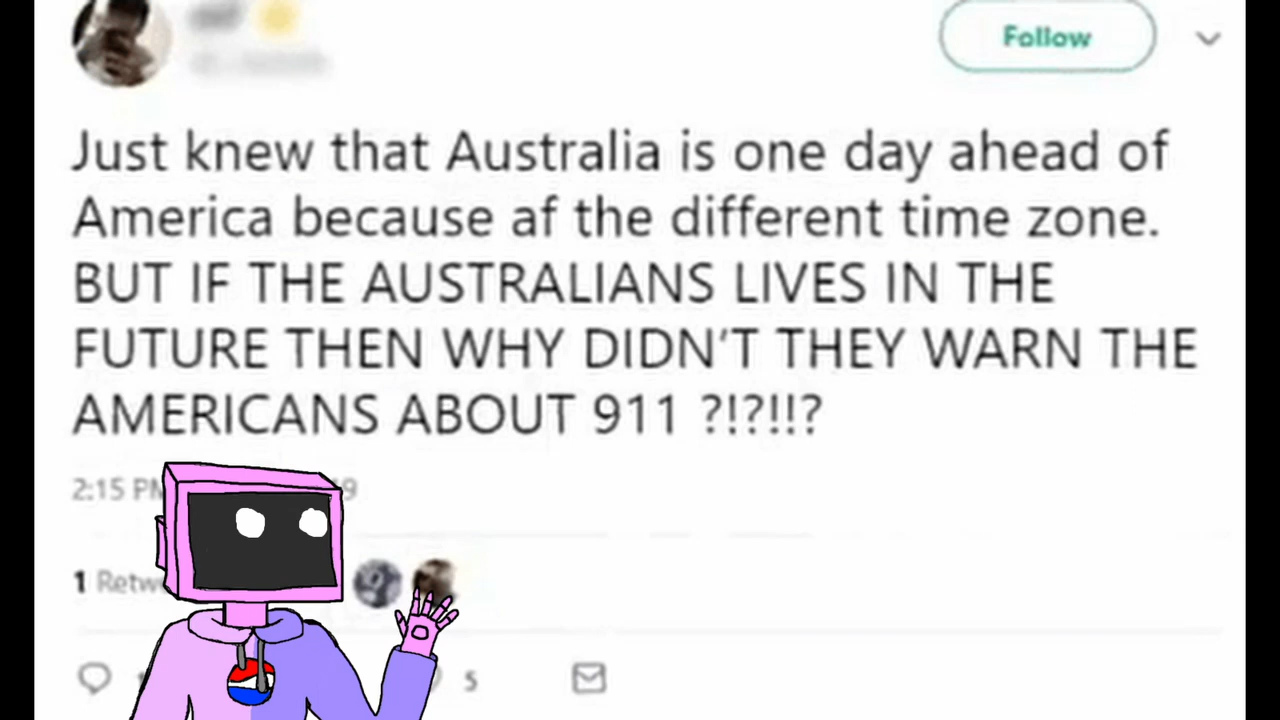 Follow
Just knew that Australia is one day ahead of
America because af the different time zone.
BUT IF THE AUSTRALIANS LIVES IN THE
FUTURE THEN WHY DIDN'T THEY WARN THE
AMERICANS ABOUT 911 ?!?!!?
2:15
1
5